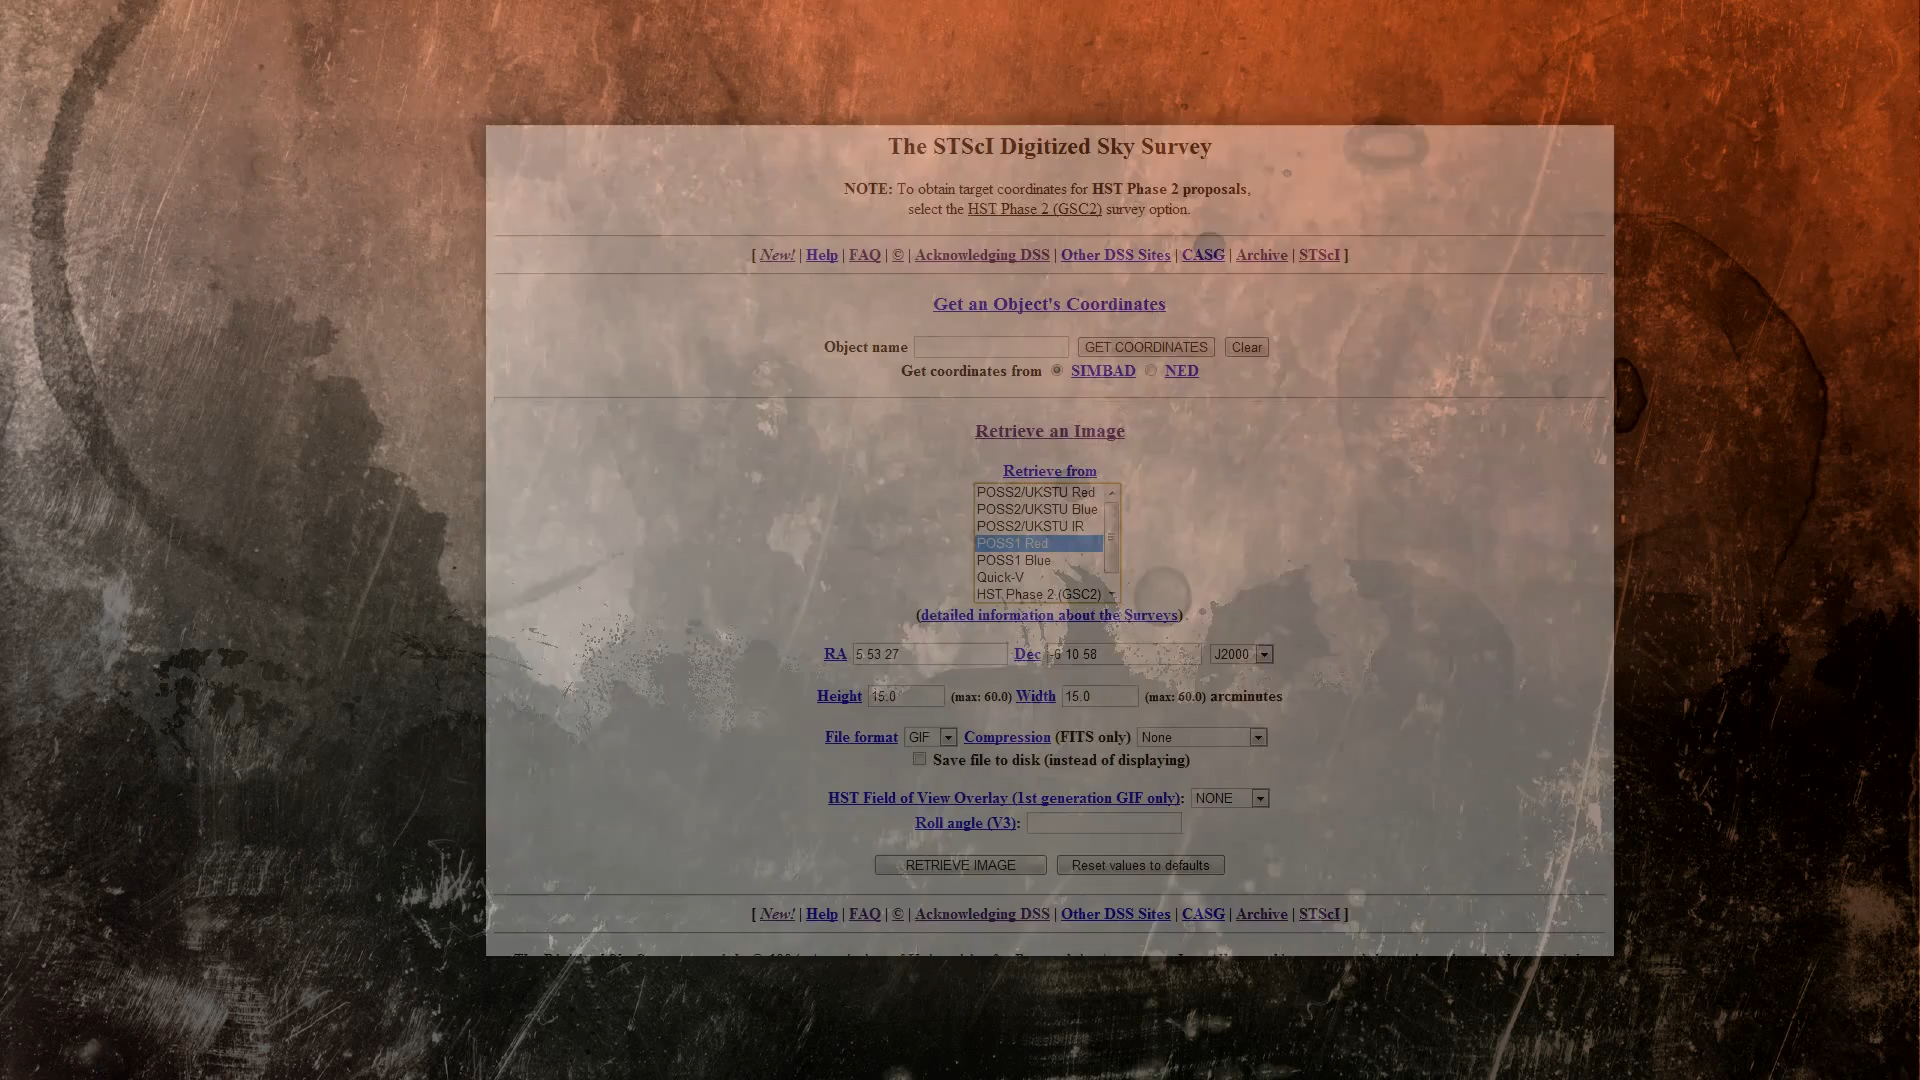 The STScI Digitized Sky Survey
NOTE: To obtain target coordinates for HST Phase 2 proposals,
select the HST Phase 2 (GSC2) survey option.
[ New! | Help | FAQ | © | Acknowledging DSS | Other DSS Sites | CASG | Archive | STScI ]
Get an Object's Coordinates
Object name GET COORDINATES Clear
Get coordinates from SIMBAD NED
Retrieve an Image
Retrieve from
POSS2/UKSTU Red
POSS2/UKSTU Blue
POSS2/UKSTU IR
POSS1 Red
POSS1 Blue
Quick-V
HST Phase 2 (GSC2)
(detailed information about the Surveys)
RA 5 53 27 Dec -6 10 58 J2000
Height 15.0 (max: 60.0) Width 15.0 (max: 60.0) arcminutes
File format GIF Compression (FITS only) None
Save file to disk (instead of displaying)
HST Field of View Overlay (1st generation GIF only): NONE
Roll angle (V3):
RETRIEVE IMAGE Reset values to defaults
[ New! | Help | FAQ | © | Acknowledging DSS | Other DSS Sites | CASG | Archive | STScI ]